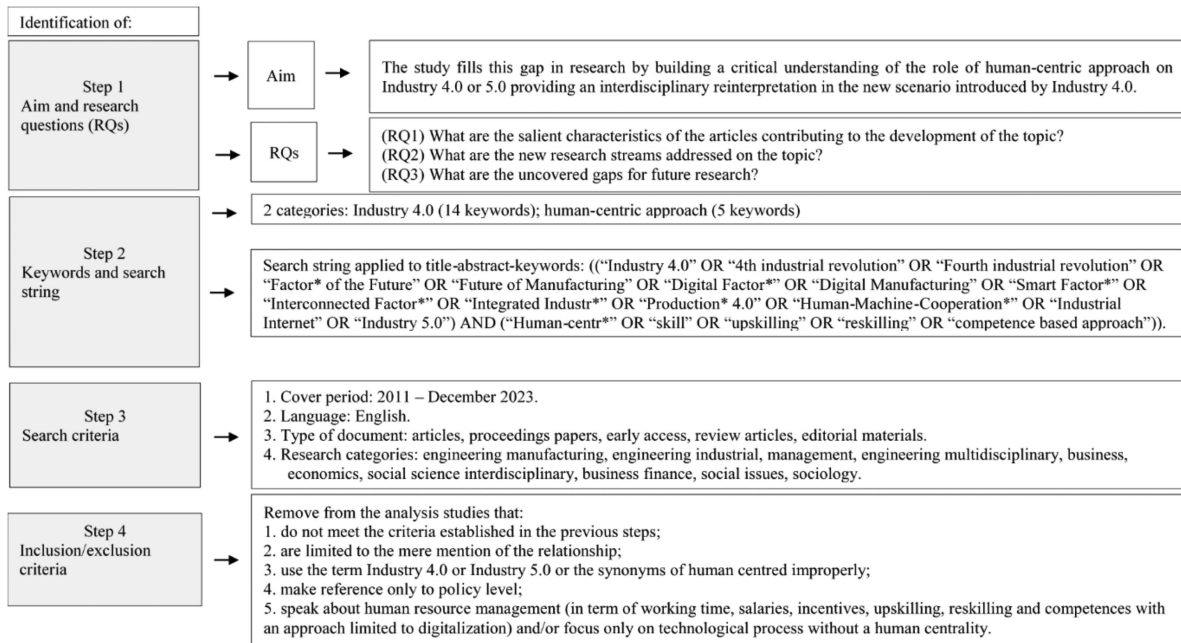 Identification of:
Step 1
Aim and research
questions (RQs)
Aim
The study fills this gap in research by building a critical understanding of the role of human-centric approach on
Industry 4.0 or 5.0 providing an interdisciplinary reinterpretation in the new scenario introduced by Industry 4.0.
RQs
(RQ1) What are the salient characteristics of the articles contributing to the development of the topic?
(RQ2) What are the new research streams addressed on the topic?
(RQ3) What are the uncovered gaps for future research?
Step 2
Keywords and search
string
2 categories: Industry 4.0 (14 keywords); human-centric approach (5 keywords)
Search string applied to title-abstract-keywords: ((“Industry 4.0” OR “4th industrial revolution” OR “Fourth industrial revolution” OR
“Factor* of the Future” OR “Future of Manufacturing” OR “Digital Factor*” OR “Digital Manufacturing” OR “Smart Factor*” OR
“Interconnected Factor*” OR “Integrated Industr*” OR “Production* 4.0” OR “Human-Machine-Cooperation*” OR “Industrial
Internet” OR “Industry 5.0”) AND (“Human-centr*” OR “skill” OR “upskilling” OR “reskilling” OR “competence based approach”)).
Step 3
Search criteria
1. Cover period: 2011 – December 2023.
2. Language: English.
3. Type of document: articles, proceedings papers, early access, review articles, editorial materials.
4. Research categories: engineering manufacturing, engineering industrial, management, engineering multidisciplinary, business,
economics, social science interdisciplinary, business finance, social issues, sociology.
Step 4
Inclusion/exclusion
criteria
Remove from the analysis studies that:
1. do not meet the criteria established in the previous steps;
2. are limited to the mere mention of the relationship;
3. use the term Industry 4.0 or Industry 5.0 or the synonyms of human centred improperly;
4. make reference only to policy level;
5. speak about human resource management (in term of working time, salaries, incentives, upskilling, reskilling and competences with
an approach limited to digitalization) and/or focus only on technological process without a human centrality.